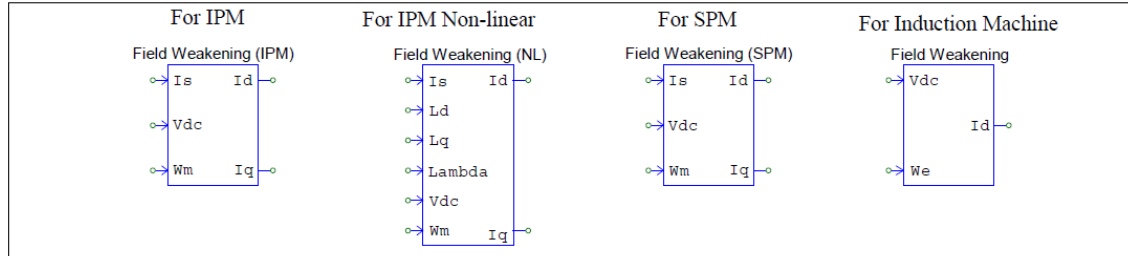 For IPM
For IPM Non-linear
For SPM
For Induction Machine
Field Weakening (IPM)
Field Weakening (NL)
Field Weakening (SPM)
Field Weakening
Is Id
Vdc
Wm Iq
Is Id
Ld
Lq
Lambda
Vdc
Wm Iq
Is Id
Vdc
Wm Iq
Vdc
Id
We